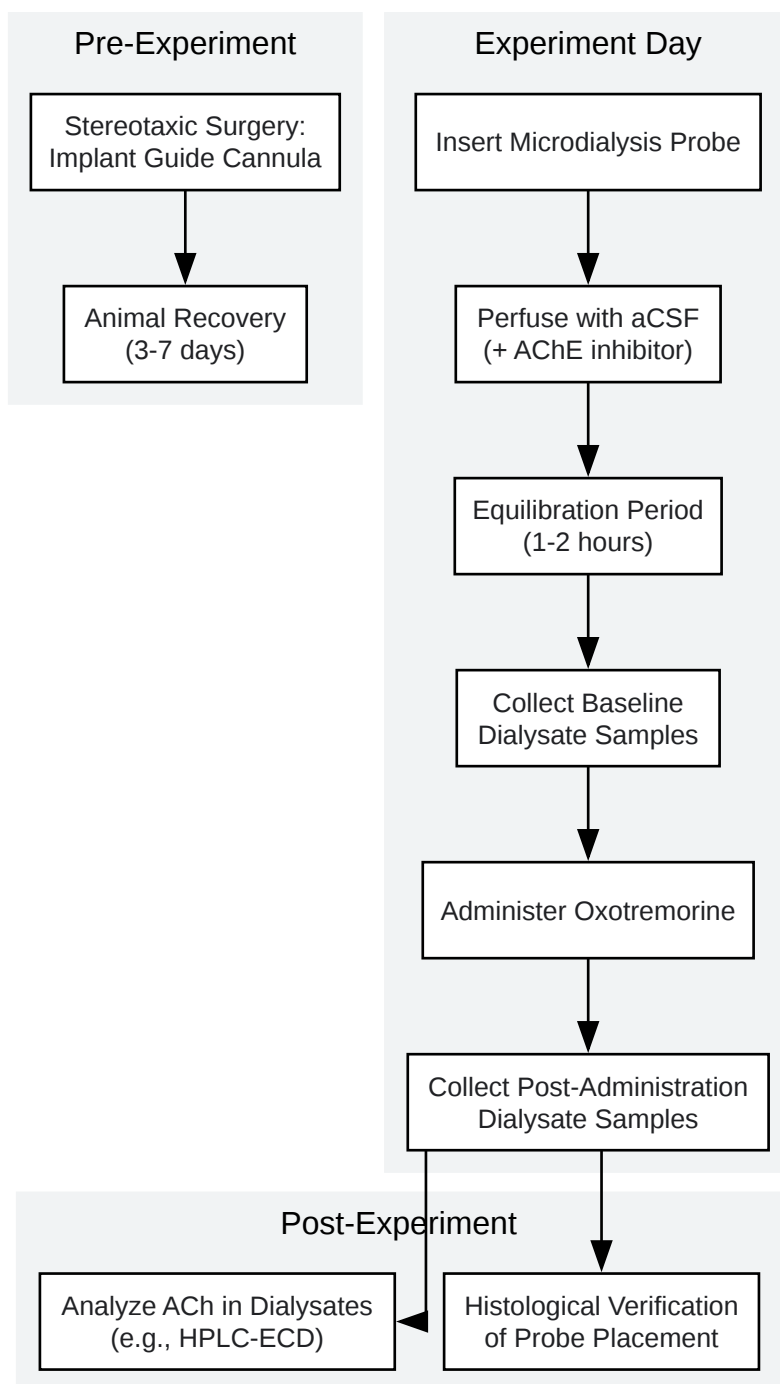 Pre-Experiment
Stereotaxic Surgery:
Implant Guide Cannula
Animal Recovery
(3-7 days)
Experiment Day
Insert Microdialysis Probe
Perfuse with aCSF
(+ AChE inhibitor)
Equilibration Period
(1-2 hours)
Collect Baseline
Dialysate Samples
Administer Oxotremorine
Collect Post-Administration
Dialysate Samples
Post-Experiment
Analyze ACh in Dialysates
(e.g., HPLC-ECD)
Histological Verification
of Probe Placement